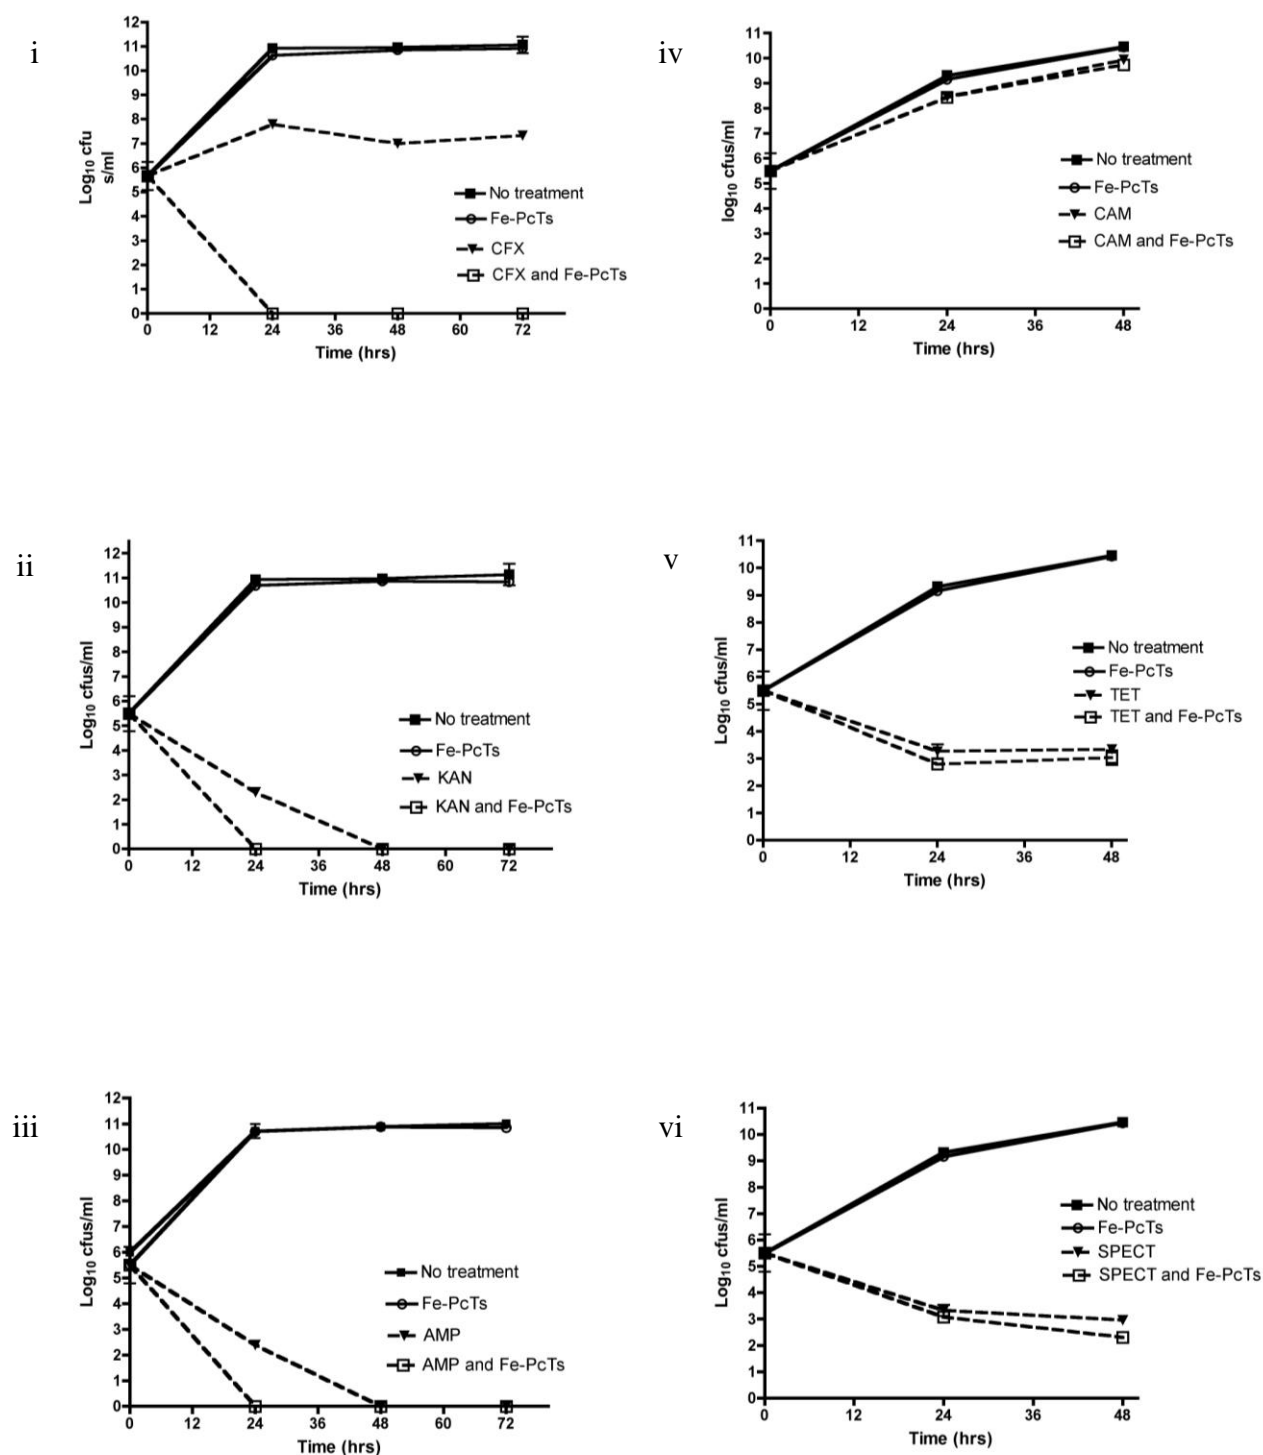 i
12
11
10
9
8
7
6
5
4
3
2
1
0
Log10 cfu
s/ml
No treatment
Fe-PcTs
CFX
CFX and Fe-PcTs
0 12 24 36 48 60 72
Time (hrs)
iv
11
10
9
8
7
6
5
4
3
2
1
0
log10 cfus/ml
No treatment
Fe-PcTs
CAM
CAM and Fe-PcTs
0 12 24 36 48
Time (hrs)
ii
12
11
10
9
8
7
6
5
4
3
2
1
0
Log10 cfus/ml
No treatment
Fe-PcTs
KAN
KAN and Fe-PcTs
0 12 24 36 48 60 72
Time (hrs)
v
11
10
9
8
7
6
5
4
3
2
1
0
Log10 cfus/ml
No treatment
Fe-PcTs
TET
TET and Fe-PcTs
0 12 24 36 48
Time (hrs)
iii
12
11
10
9
8
7
6
5
4
3
2
1
0
Log10 cfus/ml
No treatment
Fe-PcTs
AMP
AMP and Fe-PcTs
0 12 24 36 48 60 72
Time (hrs)
vi
11
10
9
8
7
6
5
4
3
2
1
0
Log10 cfus/ml
No treatment
Fe-PcTs
SPECT
SPECT and Fe-PcTs
0 12 24 36 48
Time (hrs)